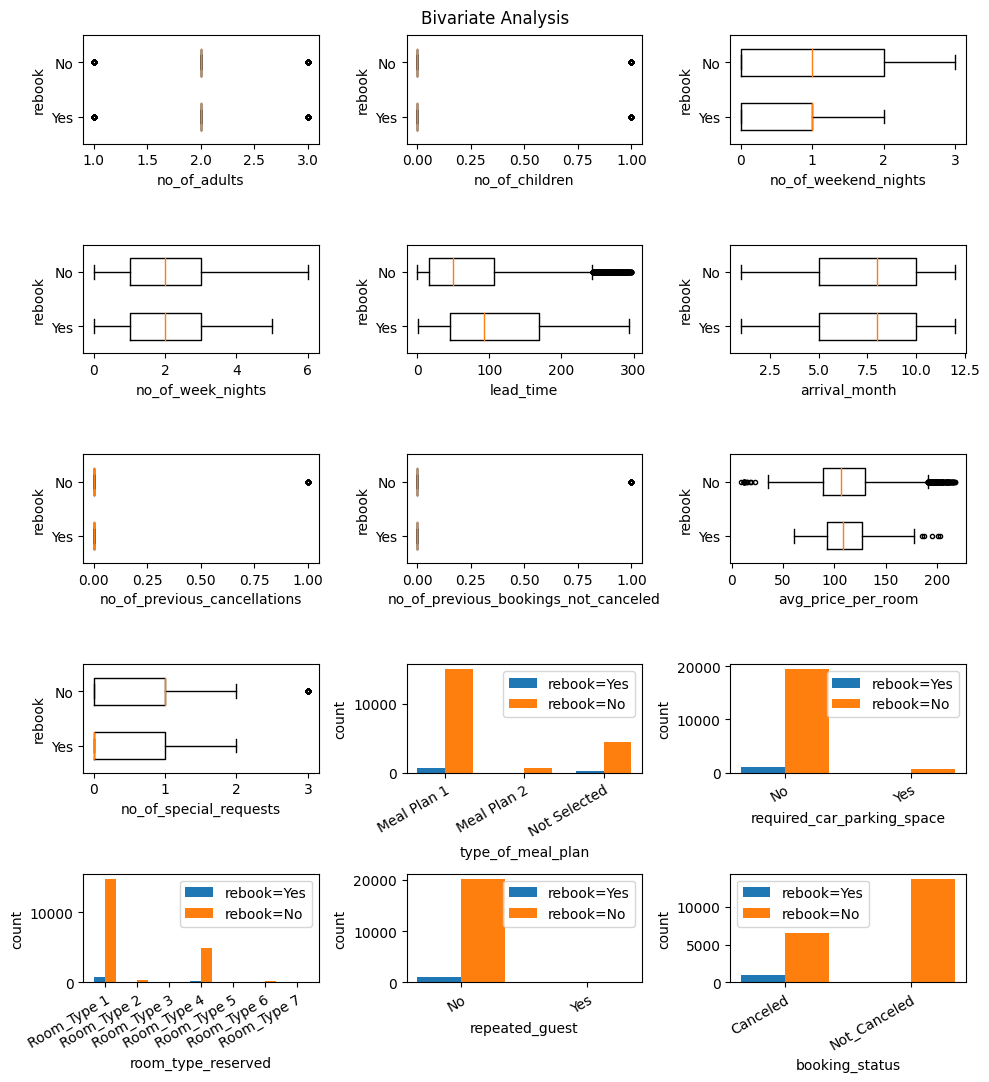 Bivariate Analysis
rebook
No
Yes
1.0 1.5 2.0 2.5 3.0
no_of_adults
rebook
No
Yes
0.00 0.25 0.50 0.75 1.00
no_of_children
rebook
No
Yes
0 1 2 3
no_of_weekend_nights
rebook
No
Yes
0 2 4 6
no_of_week_nights
rebook
No
Yes
0 100 200 300
lead_time
rebook
No
Yes
2.5 5.0 7.5 10.0 12.5
arrival_month
rebook
No
Yes
0.00 0.25 0.50 0.75 1.00
no_of_previous_cancellations
rebook
No
Yes
0.00 0.25 0.50 0.75 1.00
no_of_previous_bookings_not_canceled
rebook
No
Yes
0 50 100 150 200
avg_price_per_room
rebook
No
Yes
0 1 2 3
no_of_special_requests
count
10000
0
rebook=Yes
rebook=No
Meal Plan 1
Meal Plan 2
Not Selected
type_of_meal_plan
count
20000
10000
0
rebook=Yes
rebook=No
No
Yes
required_car_parking_space
count
10000
0
rebook=Yes
rebook=No
Room_Type 1
Room_Type 2
Room_Type 3
Room_Type 4
Room_Type 5
Room_Type 6
Room_Type 7
room_type_reserved
count
20000
10000
0
rebook=Yes
rebook=No
No
Yes
repeated_guest
count
10000
5000
0
rebook=Yes
rebook=No
Canceled
Not_Canceled
booking_status